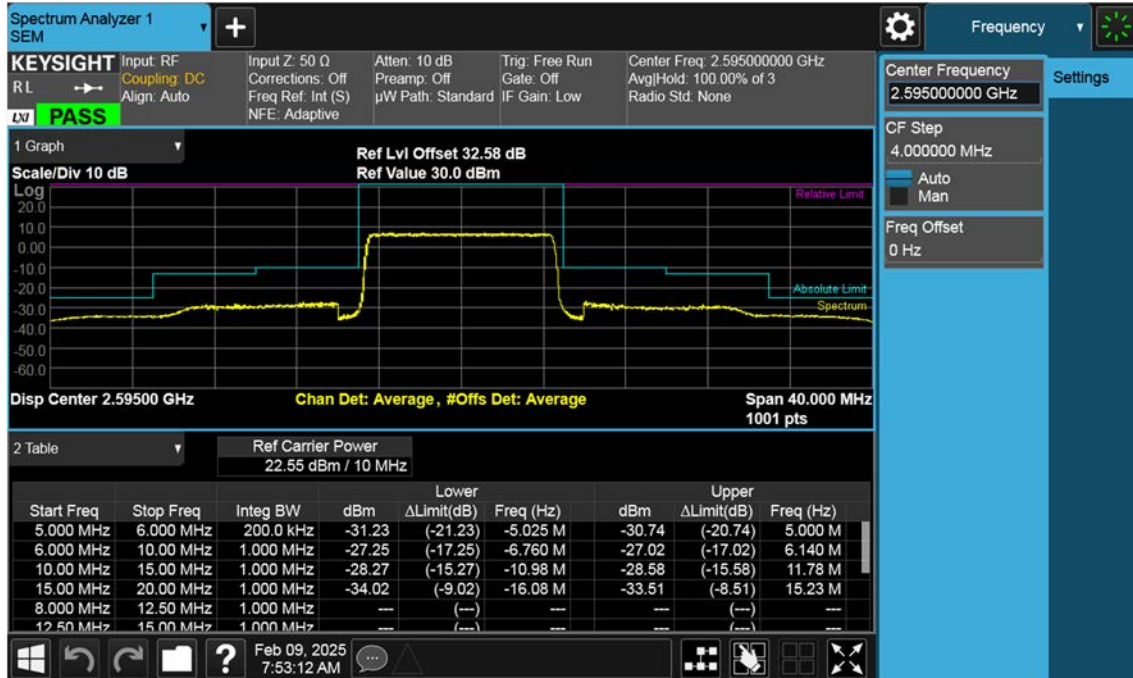 Spectrum Analyzer 1
SEM
Frequency
KEYSIGHT
R L
LXI PASS
Input: RF
Coupling: DC
Align: Auto
Input Z: 50 Ω
Corrections: Off
Freq Ref: Int (S)
NFE: Adaptive
Atten: 10 dB
Preamp: Off
µW Path: Standard
Trig: Free Run
Gate: Off
IF Gain: Low
Center Freq: 2.595000000 GHz
Avg|Hold: 100.00% of 3
Radio Std: None
Center Frequency
2.595000000 GHz
Settings
CF Step
4.000000 MHz
Auto
Man
Freq Offset
0 Hz
1 Graph
Ref Lvl Offset 32.58 dB
Scale/Div 10 dB Ref Value 30.0 dBm
Log
Relative Limit
20.0
10.0
0.00
-10.0
-20.0
Absolute Limit
-30.0
Spectrum
-40.0
-50.0
-60.0
Disp Center 2.59500 GHz Chan Det: Average, #Offs Det: Average Span 40.000 MHz
1001 pts
2 Table
Ref Carrier Power
22.55 dBm / 10 MHz
Lower Upper
Start Freq Stop Freq Integ BW dBm ΔLimit(dB) Freq (Hz) dBm ΔLimit(dB) Freq (Hz)
5.000 MHz 6.000 MHz 200.0 kHz -31.23 (-21.23) -5.025 M -30.74 (-20.74) 5.000 M
6.000 MHz 10.00 MHz 1.000 MHz -27.25 (-17.25) -6.760 M -27.02 (-17.02) 6.140 M
10.00 MHz 15.00 MHz 1.000 MHz -28.27 (-15.27) -10.98 M -28.58 (-15.58) 11.78 M
15.00 MHz 20.00 MHz 1.000 MHz -34.02 (-9.02) -16.08 M -33.51 (-8.51) 15.23 M
8.000 MHz 12.50 MHz 1.000 MHz --- (---) --- --- (---) ---
12.50 MHz 15.00 MHz 1.000 MHz --- (---) --- --- (---) ---
Feb 09, 2025
7:53:12 AM